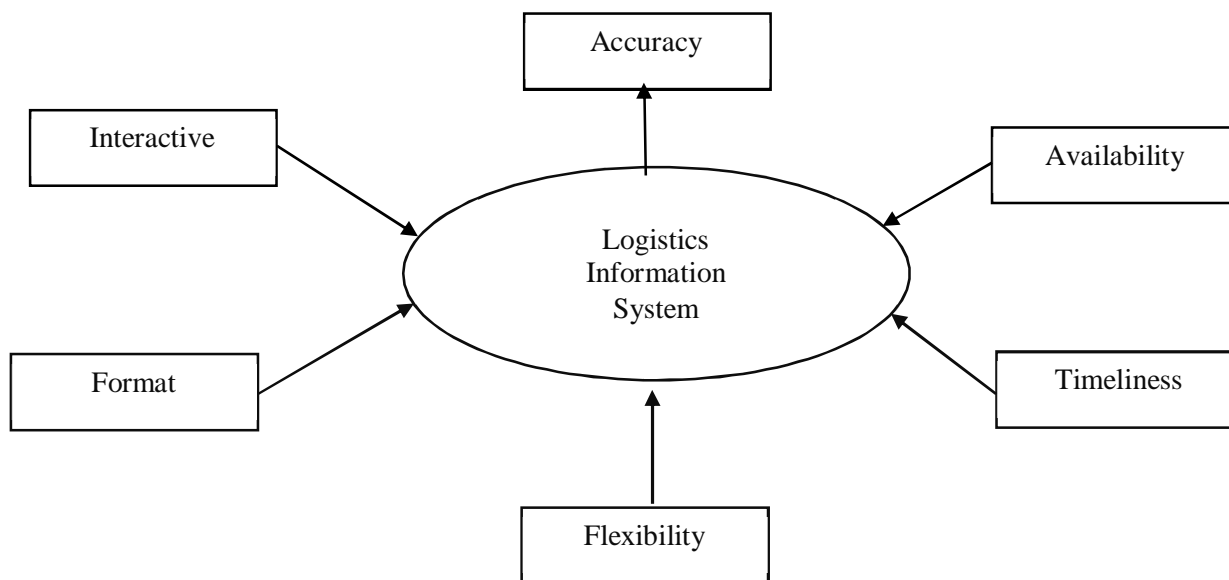 Accuracy
Interactive
Availability
Logistics
Information
System
Format
Timeliness
Flexibility